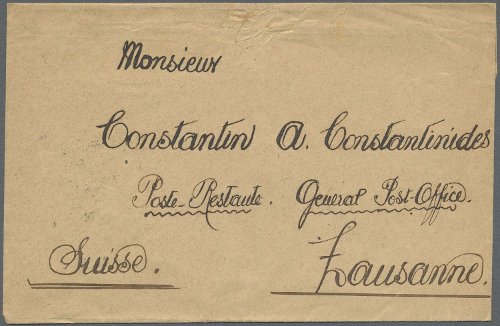 Monsieur
Constantin A. Constantinides
Poste-Restante. General Post-Office.
Suisse. Lausanne.